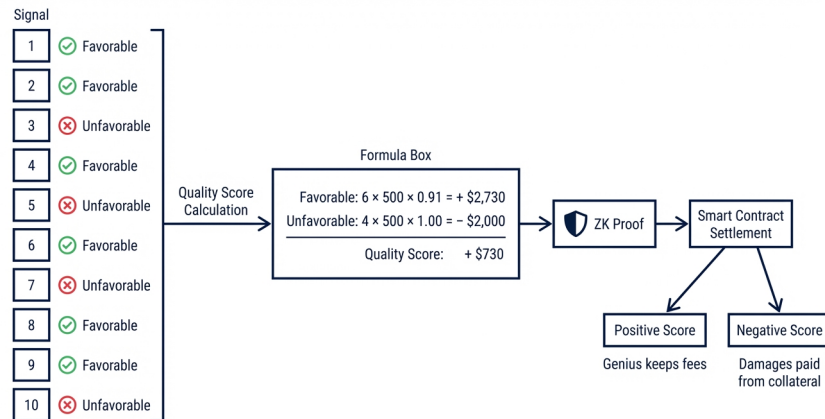 Signal
1 Favorable
2 Favorable
3 Unfavorable
4 Favorable
5 Unfavorable
6 Favorable
7 Unfavorable
8 Favorable
9 Favorable
10 Unfavorable
Quality Score
Calculation
Formula Box
Favorable: 6 × 500 × 0.91 = + $2,730
Unfavorable: 4 × 500 × 1.00 = − $2,000
Quality Score: + $730
ZK Proof
Smart Contract
Settlement
Positive Score
Genius keeps fees
Negative Score
Damages paid
from collateral